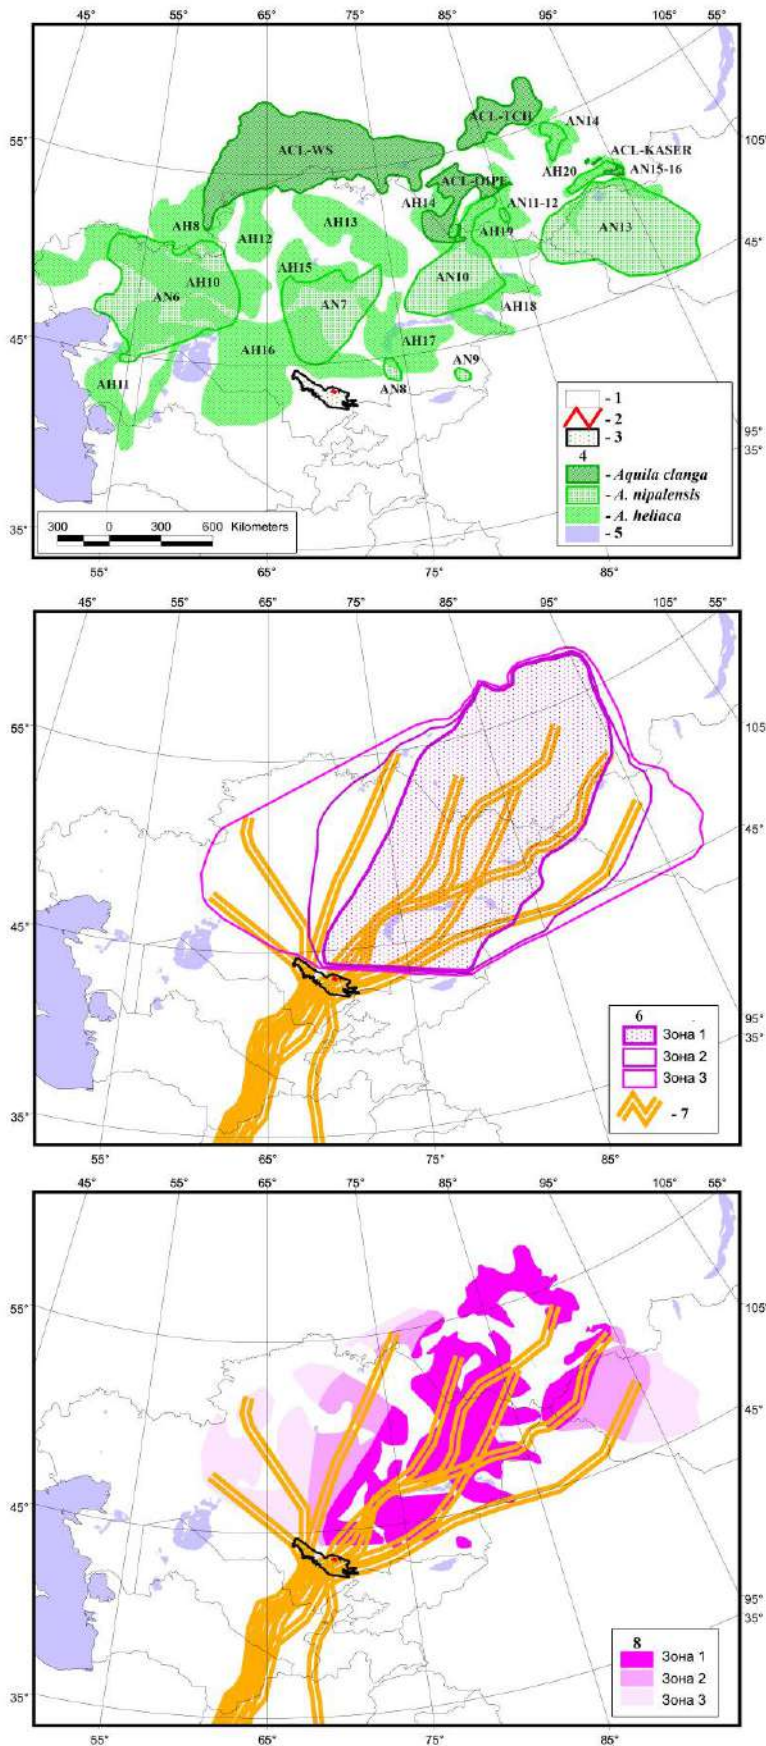 45° 55° 65° 75° 85° 95° 105° 55°
55°
105°
ACL-TCH
AN14
ACL-WS
ACL-KASER
AH20
AN15-16
AH14
AN11-12
AH8
AH12
AH13
AH19
AN13
45°
AH15
AH10
AN6
AN7
AN10
AH18
45°
AH16
AH17
AN9
AN8
AH11
- 1
- 2
- 3
95°
35°
4
- Aquila clanga
- A. nipalensis
- A. heliaca
- 5
35°
300 0 300 600 Kilometers
55° 65° 75° 85°
45° 55° 65° 75° 85° 95° 105° 55°
55°
105°
45°
45°
95°
35°
6
Зона 1
Зона 2
Зона 3
- 7
35°
55° 65° 75° 85°
45° 55° 65° 75° 85° 95° 105° 55°
55°
105°
45°
45°
95°
35°
8
Зона 1
Зона 2
Зона 3
35°
55° 65° 75° 85°